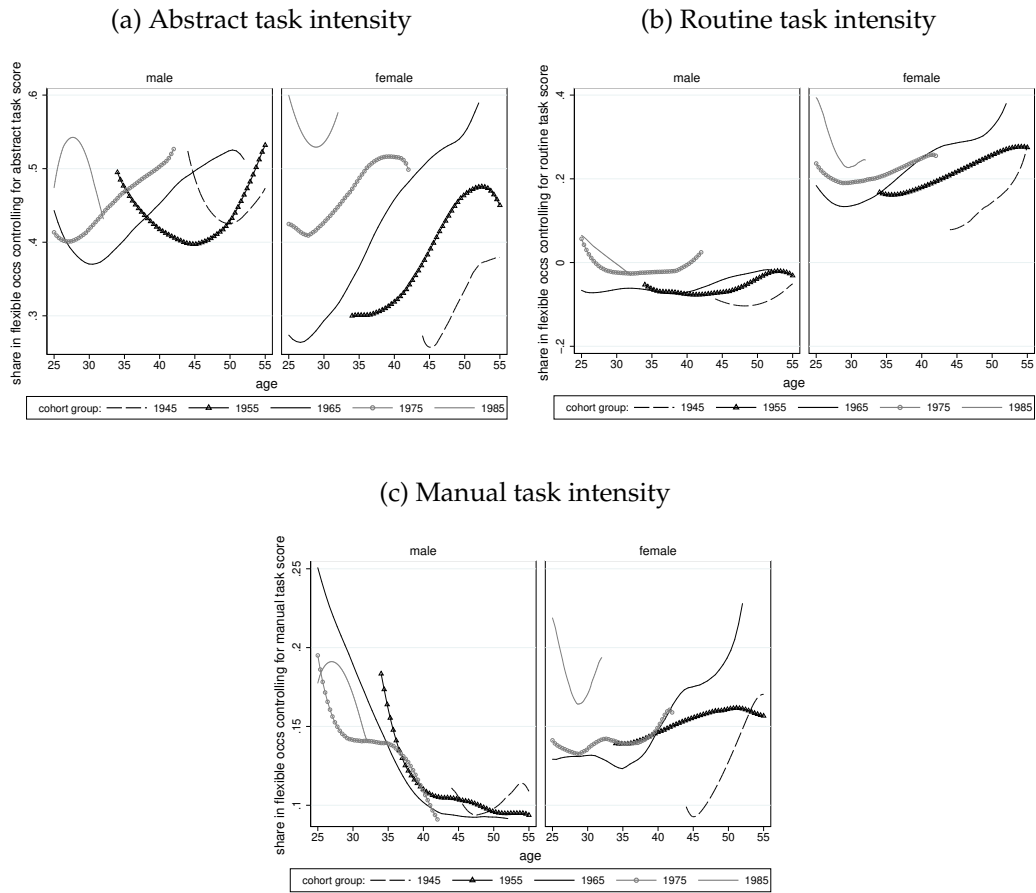 (a) Abstract task intensity
male female
share in flexible occs controlling for abstract task score
.6
.5
.4
.3
25 30 35 40 45 50 55 25 30 35 40 45 50 55
age
cohort group: 1945 1955 1965 1975 1985
(b) Routine task intensity
male female
share in flexible occs controlling for routine task score
.4
.2
0
-.2
25 30 35 40 45 50 55 25 30 35 40 45 50 55
age
cohort group: 1945 1955 1965 1975 1985
(c) Manual task intensity
male female
share in flexible occs controlling for manual task score
.25
.2
.15
.1
25 30 35 40 45 50 55 25 30 35 40 45 50 55
age
cohort group: 1945 1955 1965 1975 1985